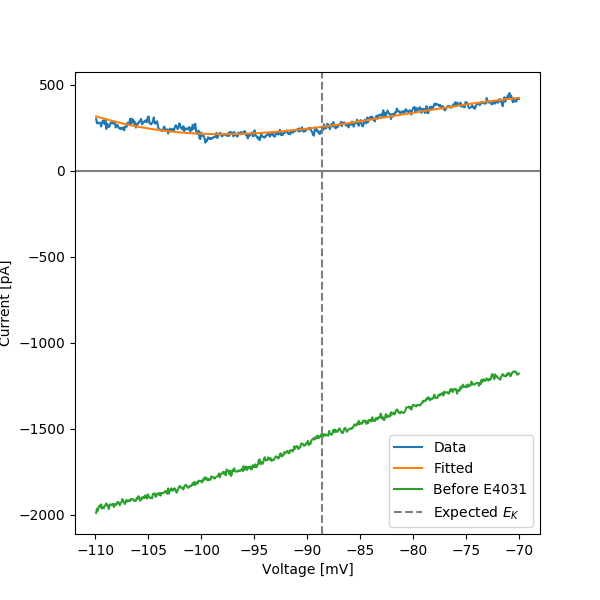 500
0
−500
−1000
−1500
−2000
Current [pA]
−110 −105 −100 −95 −90 −85 −80 −75 −70
Voltage [mV]
Data
Fitted
Before E4031
Expected E_K